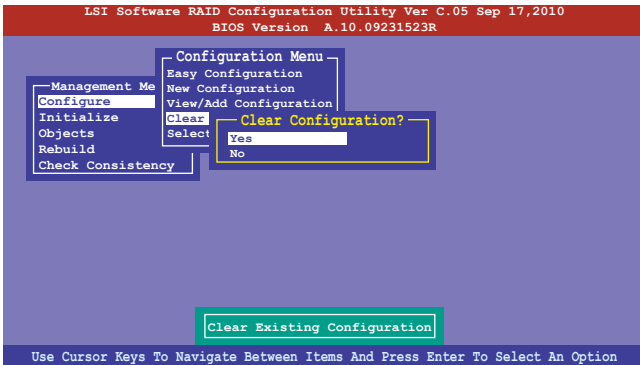 LSI Software RAID Configuration Utility Ver C.05 Sep 17,2010
BIOS Version A.10.09231523R
Configuration Menu
Easy Configuration
New Configuration
View/Add Configuration
Clear
Select
Management Me
Configure
Initialize
Objects
Rebuild
Check Consistency
Clear Configuration?
Yes
No
Clear Existing Configuration
Use Cursor Keys To Navigate Between Items And Press Enter To Select An Option